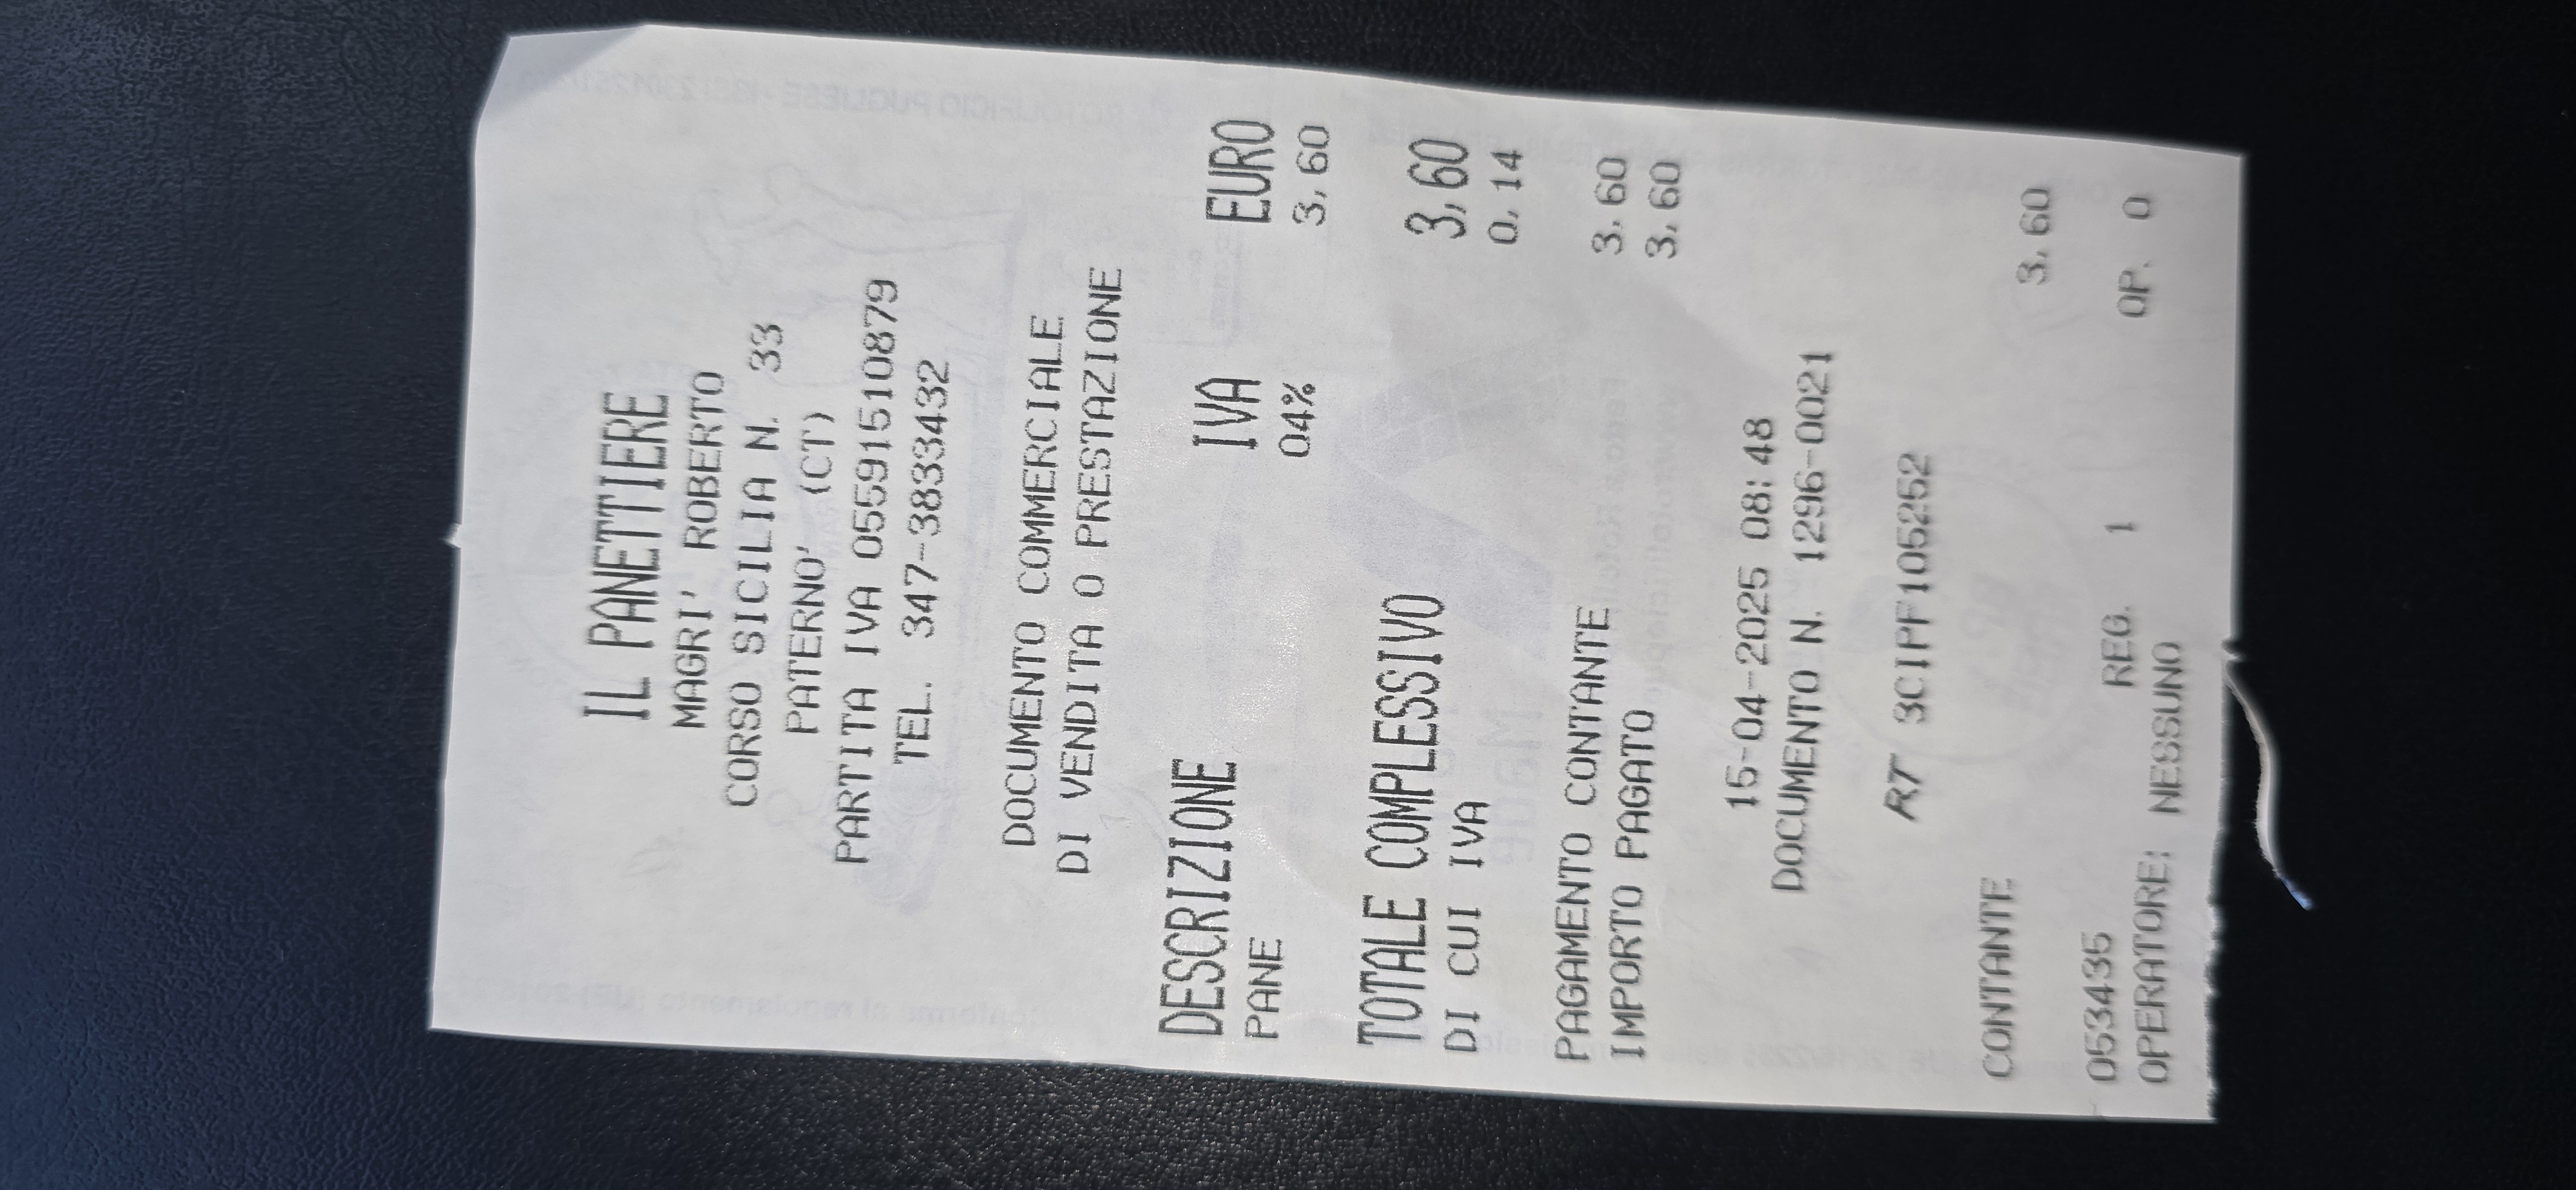 IL PANETTIERE
MAGRI' ROBERTO
CORSO SICILIA N. 33
PATERNO' (CT)
PARTITA IVA 05591510879
TEL. 347-3833432
DOCUMENTO COMMERCIALE
DI VENDITA O PRESTAZIONE
DESCRIZIONE IVA EURO
PANE 04% 3,60
TOTALE COMPLESSIVO 3,60
DI CUI IVA 0,14
PAGAMENTO CONTANTE 3,60
IMPORTO PAGATO 3,60
15-04-2025 08:48
DOCUMENTO N. 1296-0021
RT 3CIPF105252
CONTANTE 3,60
053435 REG. 1 OP. 0
OPERATORE: NESSUNO